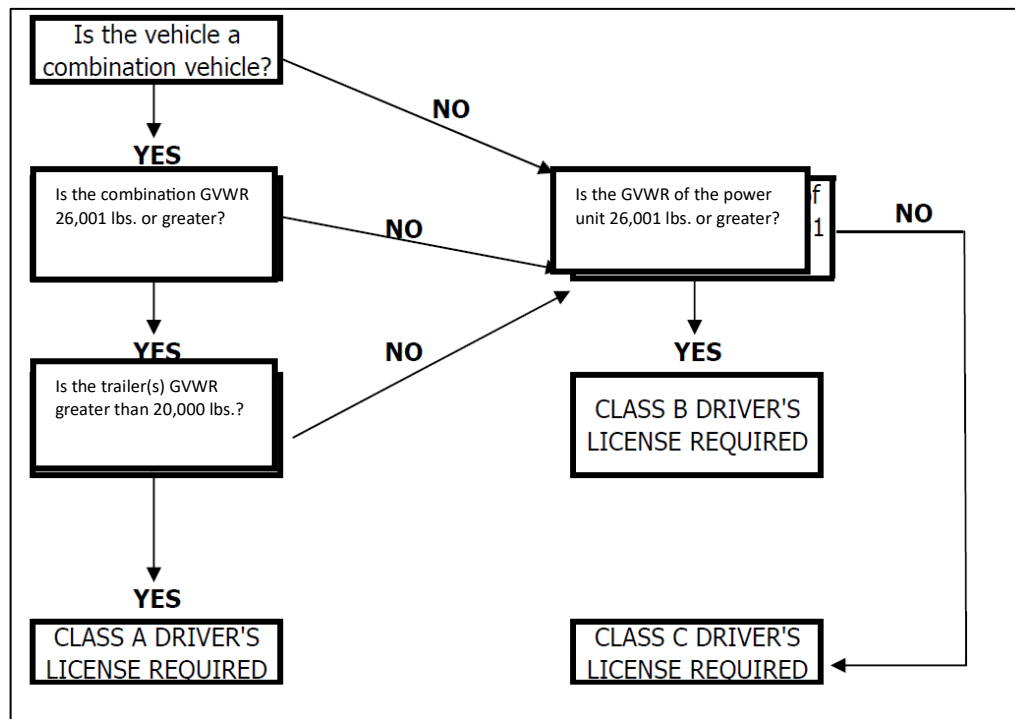 Is the vehicle a
combination vehicle?
NO
YES
Is the combination GVWR
26,001 lbs. or greater?
NO
Is the GVWR of the power
unit 26,001 lbs. or greater?
of
1
NO
YES
Is the trailer(s) GVWR
greater than 20,000 lbs.?
NO
YES
CLASS B DRIVER'S
LICENSE REQUIRED
YES
CLASS A DRIVER'S
LICENSE REQUIRED
CLASS C DRIVER'S
LICENSE REQUIRED